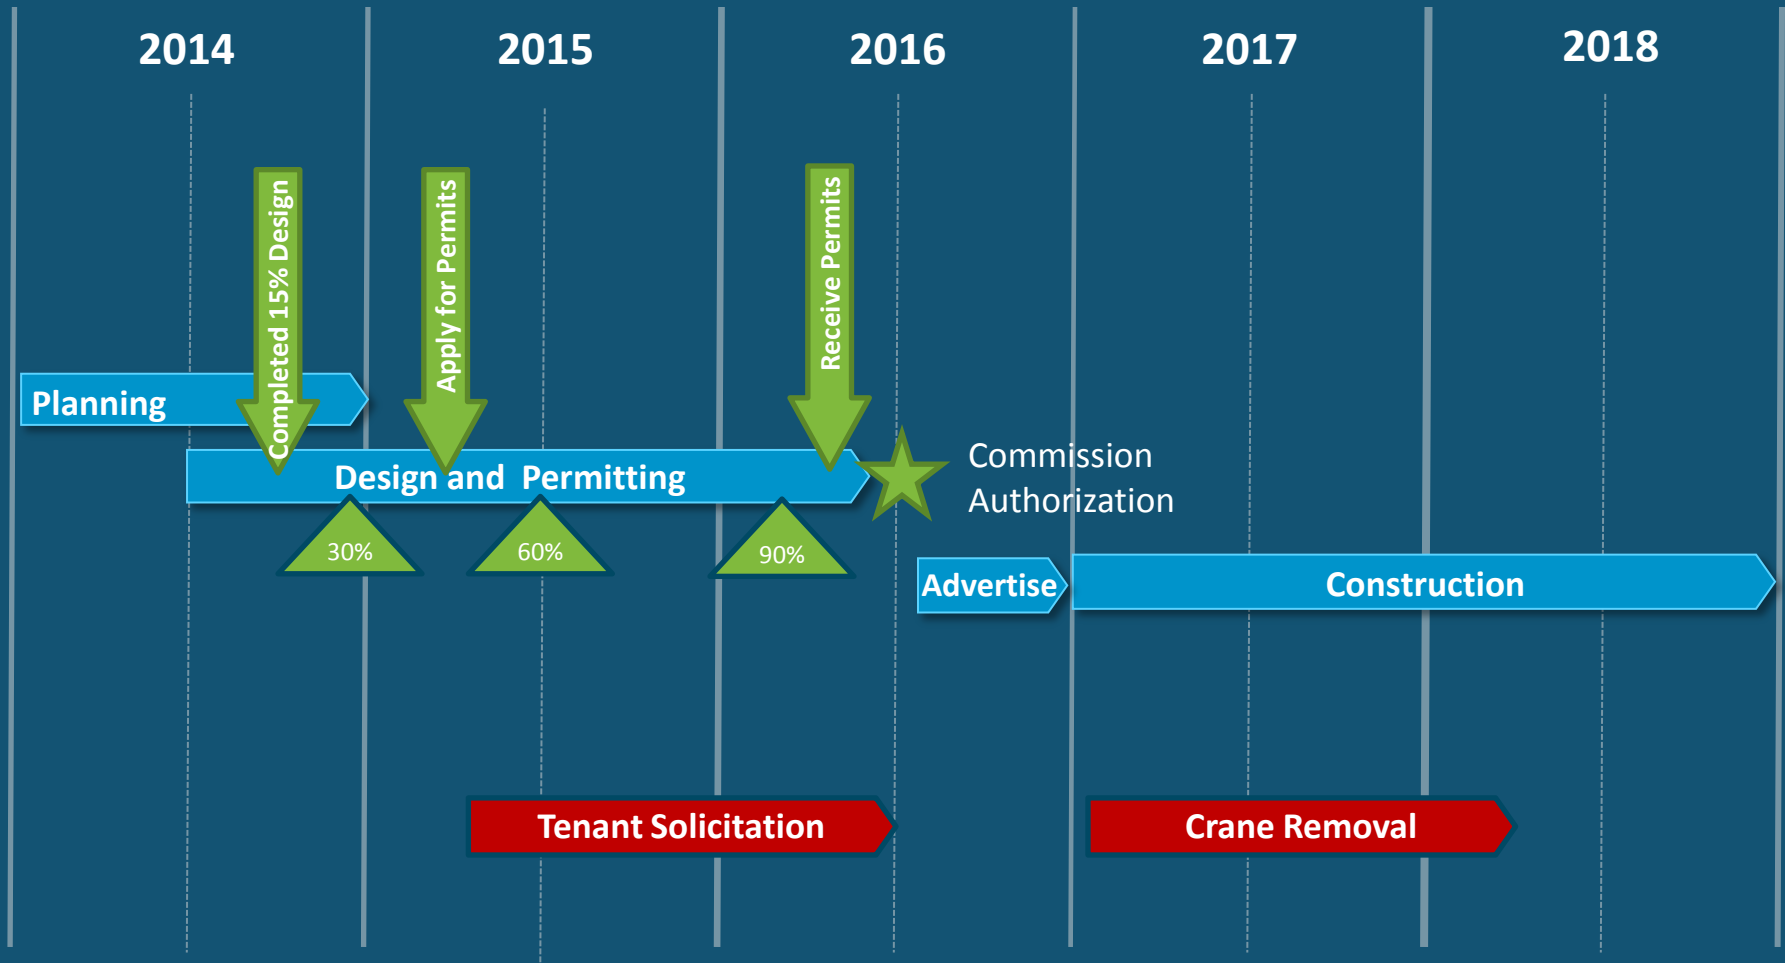 2014
2015
2016
2017
2018
Completed 15% Design
Apply for Permits
Receive Permits
Planning
Design and  Permitting
Commission
Authorization
30%
60%
90%
Advertise
Construction
Tenant Solicitation
Crane Removal